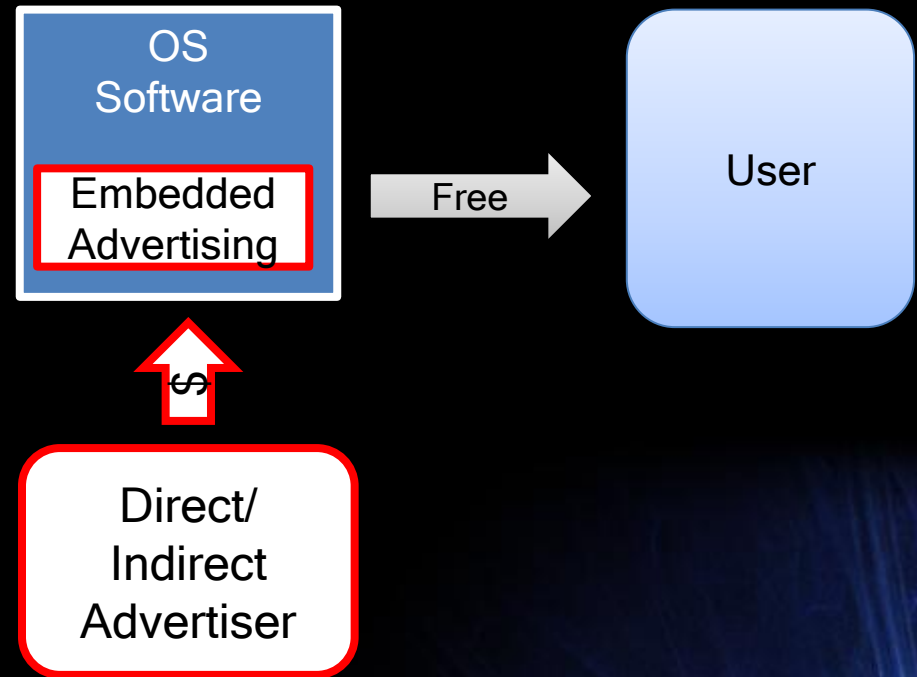 OS
Software
Embedded
Advertising
Free
User
$
Direct/
Indirect
Advertiser